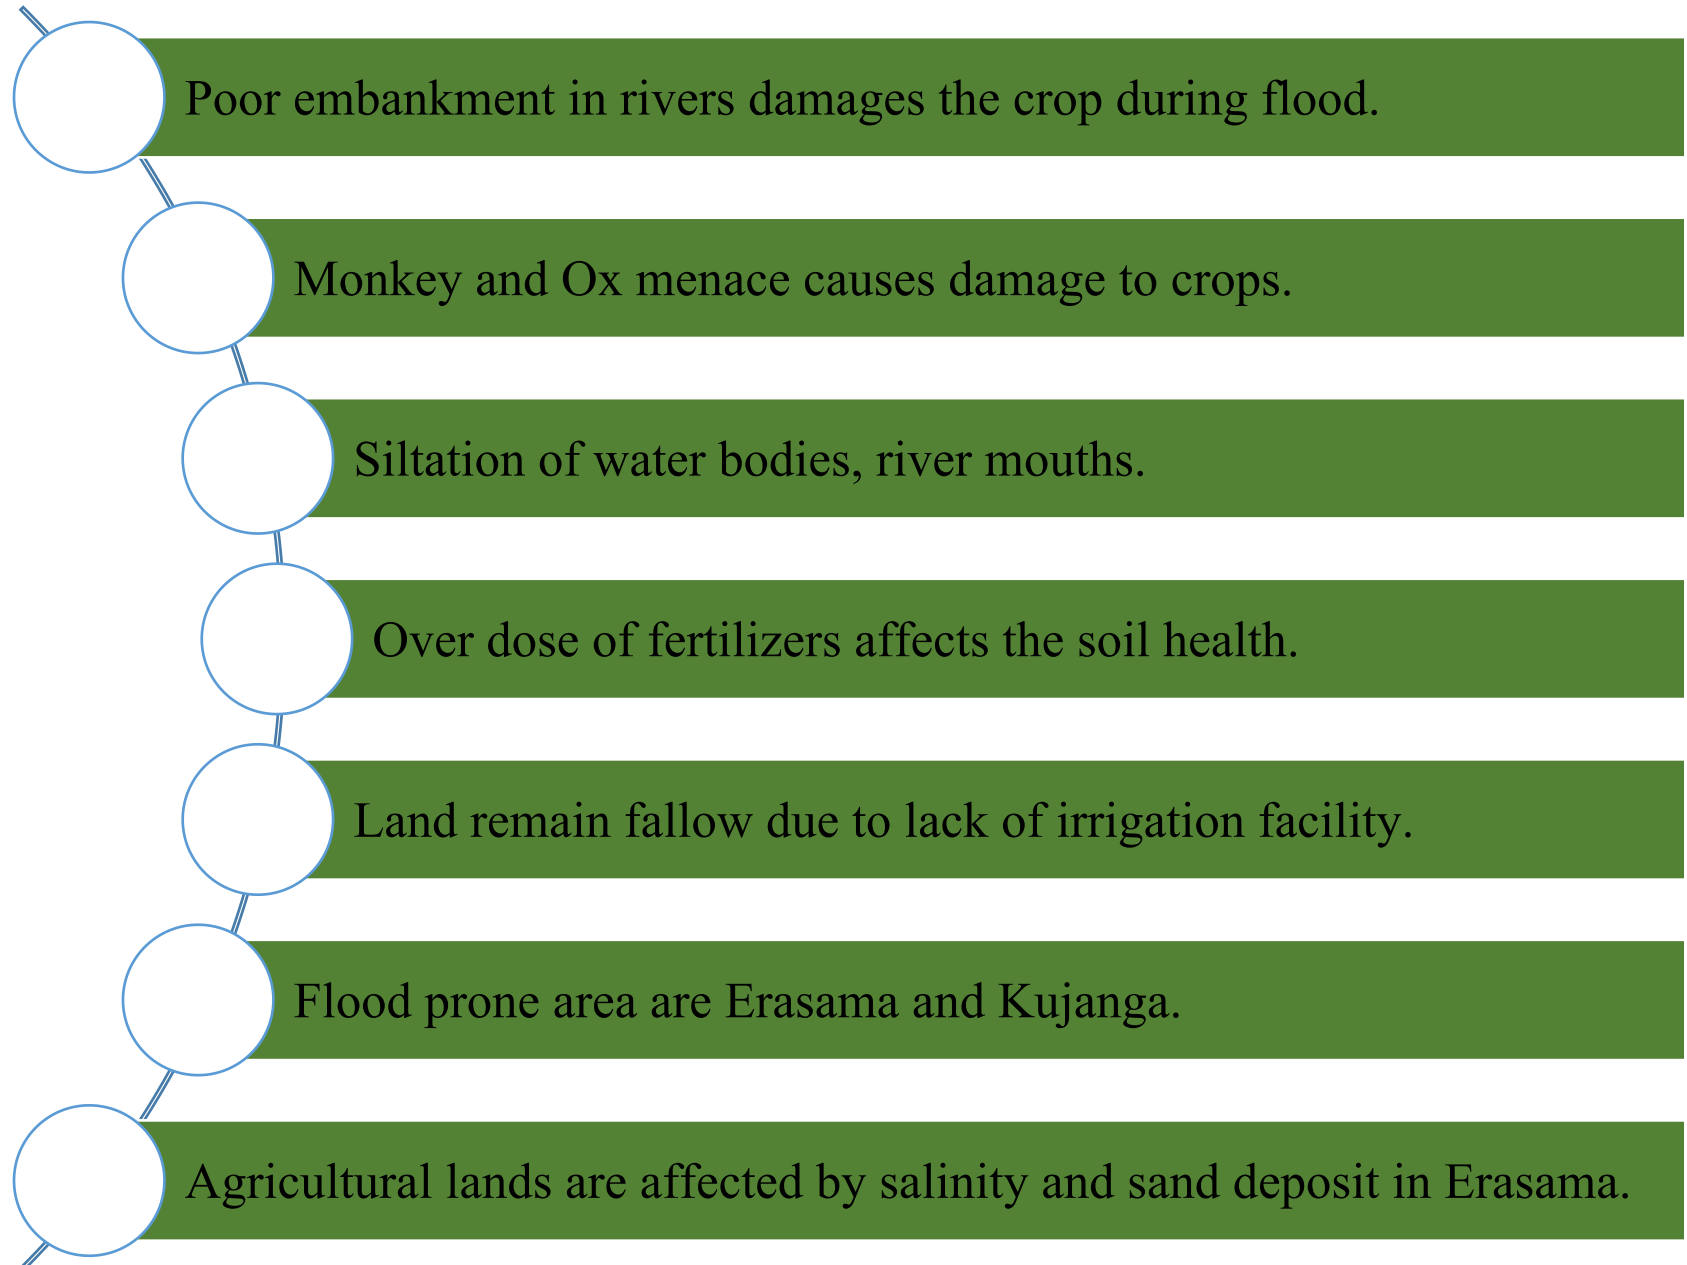 Poor embankment in rivers damages the crop during flood.
Monkey and Ox menace causes damage to crops.
Siltation of water bodies, river mouths.
Over dose of fertilizers affects the soil health.
Land remain fallow due to lack of irrigation facility.
Flood prone area are Erasama and Kujanga.
Agricultural lands are affected by salinity and sand deposit in Erasama.